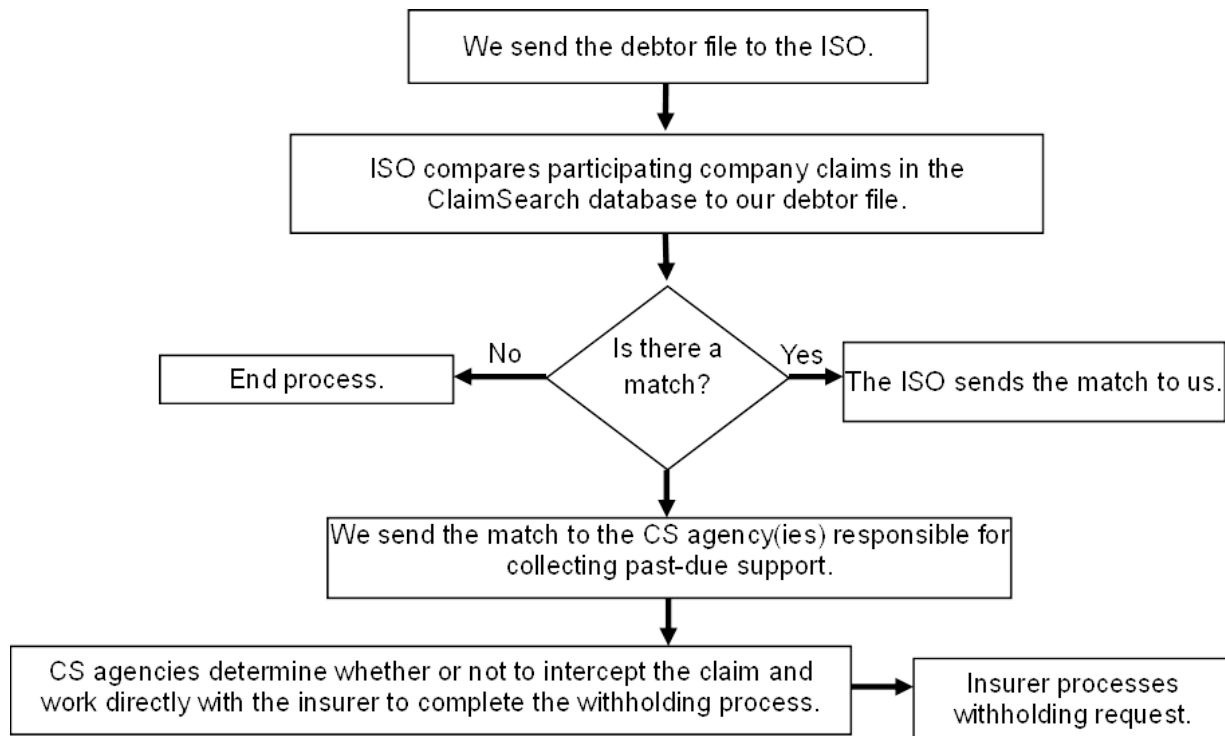 We send the debtor file to the ISO.
ISO compares participating company claims in the
ClaimSearch database to our debtor file.
Is there a
match?
No
Yes
End process.
The ISO sends the match to us.
We send the match to the CS agency(ies) responsible for
collecting past-due support.
CS agencies determine whether or not to intercept the claim and
work directly with the insurer to complete the withholding process.
Insurer processes
withholding request.